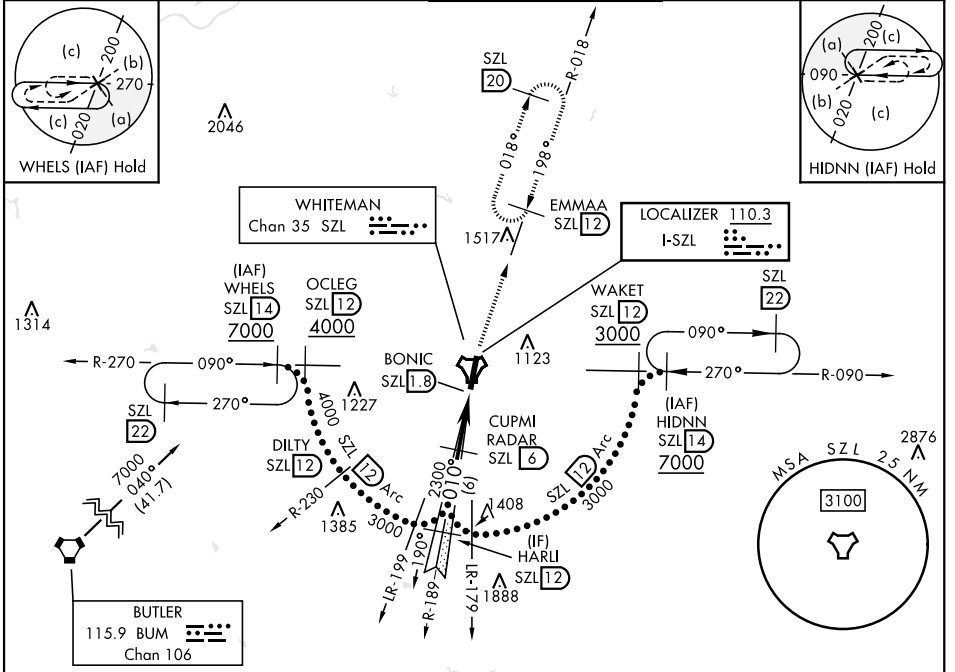 (c)
200
(b)
270
(c)
020
(a)
WHELS (IAF) Hold
2046
SZL
20
R-018
018°
198°
(a)
200
(c)
090
(b)
020
(c)
HIDNN (IAF) Hold
WHITEMAN
Chan 35 SZL
EMMAA
SZL 12
1517
LOCALIZER 110.3
I-SZL
1314
(IAF)
WHELS
SZL 14
7000
OCLEG
SZL 12
4000
WAKET
SZL 12
3000
SZL
22
R-270
090°
270°
SZL
22
BONIC
SZL 1.8
1123
090°
270°
R-090
1227
4000
SZL 12 Arc
3000
DILTY
SZL 12
R-230
1385
CUPMI
RADAR
SZL 6
(IAF)
HIDNN
SZL 14
7000
SZL 12 Arc
3000
7000
040°
(41.7)
2300
010°
(6)
1408
(IF)
HARLI
SZL 12
190°
LR-199
R-189
LR-179
1888
2876
MSA SZL 25 NM
3100
BUTLER
115.9 BUM
Chan 106